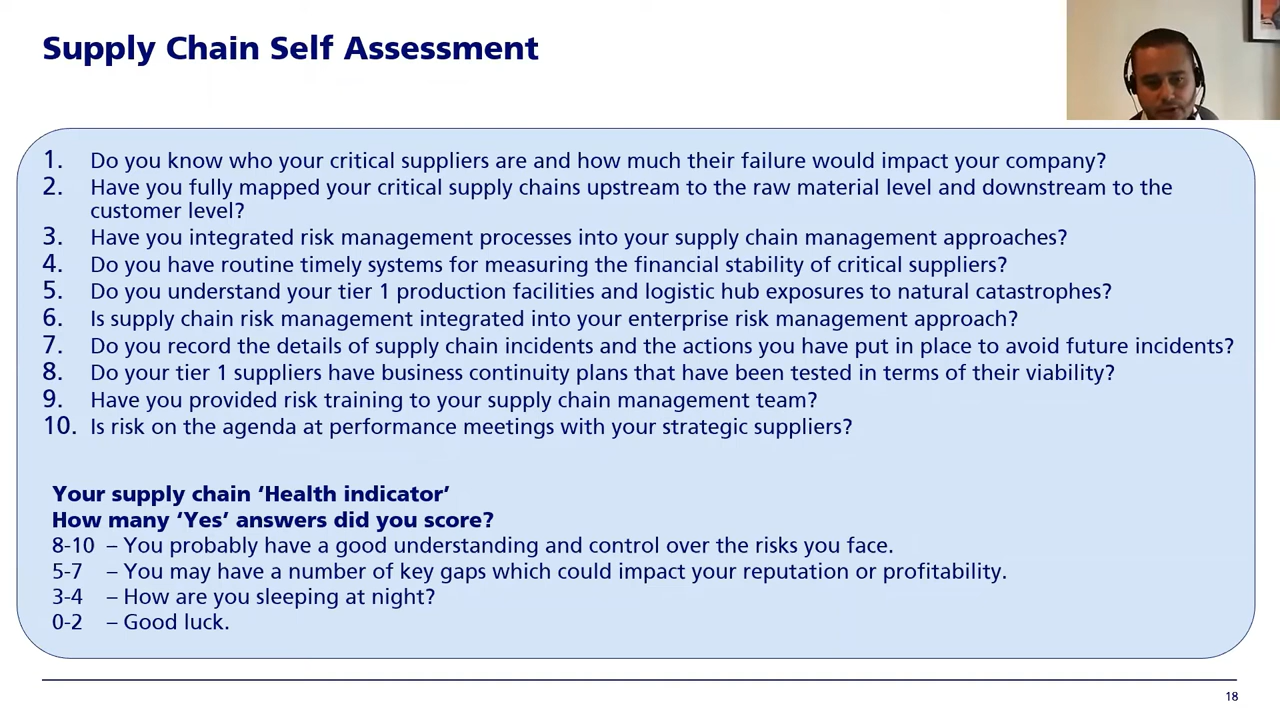 Supply Chain Self Assessment
1. Do you know who your critical suppliers are and how much their failure would impact your company?
2. Have you fully mapped your critical supply chains upstream to the raw material level and downstream to the
customer level?
3. Have you integrated risk management processes into your supply chain management approaches?
4. Do you have routine timely systems for measuring the financial stability of critical suppliers?
5. Do you understand your tier 1 production facilities and logistic hub exposures to natural catastrophes?
6. Is supply chain risk management integrated into your enterprise risk management approach?
7. Do you record the details of supply chain incidents and the actions you have put in place to avoid future incidents?
8. Do your tier 1 suppliers have business continuity plans that have been tested in terms of their viability?
9. Have you provided risk training to your supply chain management team?
10. Is risk on the agenda at performance meetings with your strategic suppliers?
Your supply chain ‘Health indicator’
How many ‘Yes’ answers did you score?
8-10 – You probably have a good understanding and control over the risks you face.
5-7 – You may have a number of key gaps which could impact your reputation or profitability.
3-4 – How are you sleeping at night?
0-2 – Good luck.
18